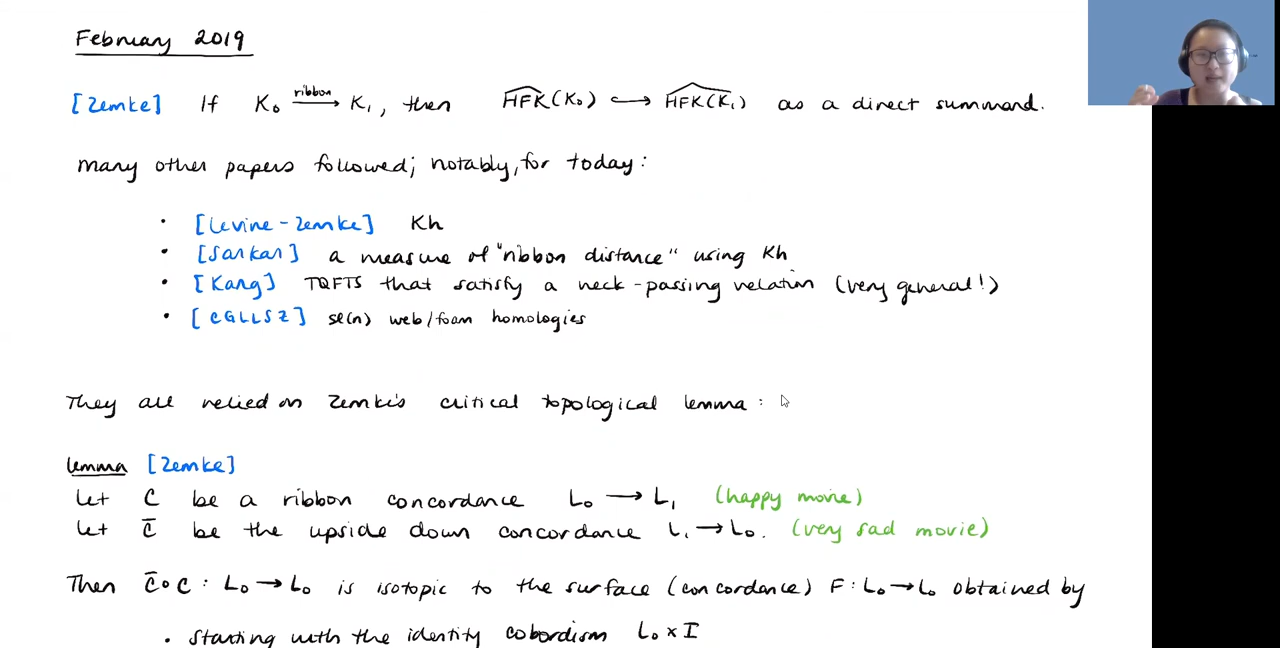 February 2019
[Zemke] If K₀ ribbon→ K₁, then HFK^(K₀) ↪ HFK^(K₁) as a direct summand.
Many other papers followed; notably, for today:
• [Levine-Zemke] Kh
• [Sarkar] a measure of "ribbon distance" using Kh
• [Kang] TQFTs that satisfy a neck-passing relation (very general!)
• [CGLLSZ] sl(n) web/foam homologies
They all relied on Zemke's critical topological lemma:
lemma [Zemke]
Let C be a ribbon concordance L₀ → L₁ (happy movie)
Let C̄ be the upside down concordance L₁ → L₀. (very sad movie)
Then C̄∘C : L₀ → L₀ is isotopic to the surface (concordance) F: L₀ → L₀ obtained by
• starting with the identity cobordism L₀ × I